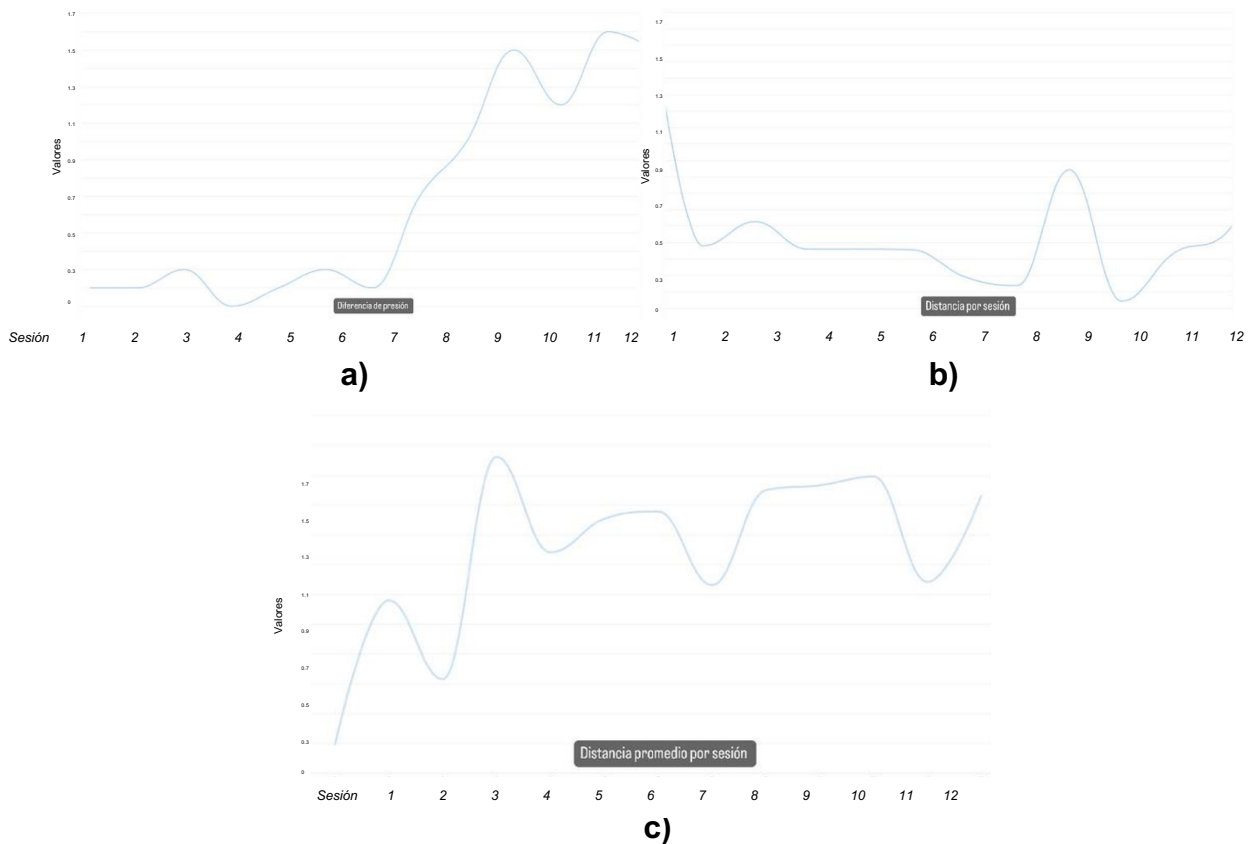 1.7
1.5
1.3
1.1
0.9
0.7
0.5
0.3
0
Valores
Diferencia de presión
Sesión 1 2 3 4 5 6 7 8 9 10 11 12
a)
1.7
1.5
1.3
1.1
0.9
0.7
0.5
0.3
0
Valores
Distancia por sesión
1 2 3 4 5 6 7 8 9 10 11 12
b)
1.7
1.5
1.3
1.1
0.9
0.7
0.5
0.3
0
Valores
Distancia promedio por sesión
Sesión 1 2 3 4 5 6 7 8 9 10 11 12
c)